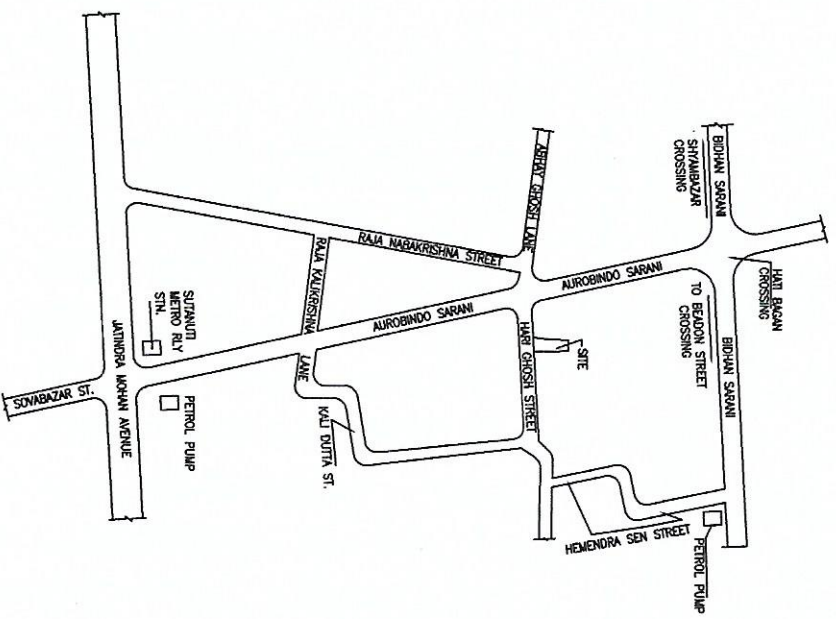 BIDHAN SARANI
SHYAMBAZAR
CROSSING
HATI BAGAN
CROSSING
ABHAY GHOSH LANE
RAJA NABAKRISHNA STREET
AUROBINDO SARANI
TO BEADON STREET
CROSSING
BIDHAN SARANI
RAJA KALIKRISHNA
LANE
AUROBINDO SARANI
HARI GHOSH STREET
SITE
SUTANUTI
METRO RLY
STN.
JATINDRA MOHAN AVENUE
SOVABAZAR ST.
PETROL PUMP
KALI DUTTA ST.
HEMENDRA SEN STREET
PETROL PUMP